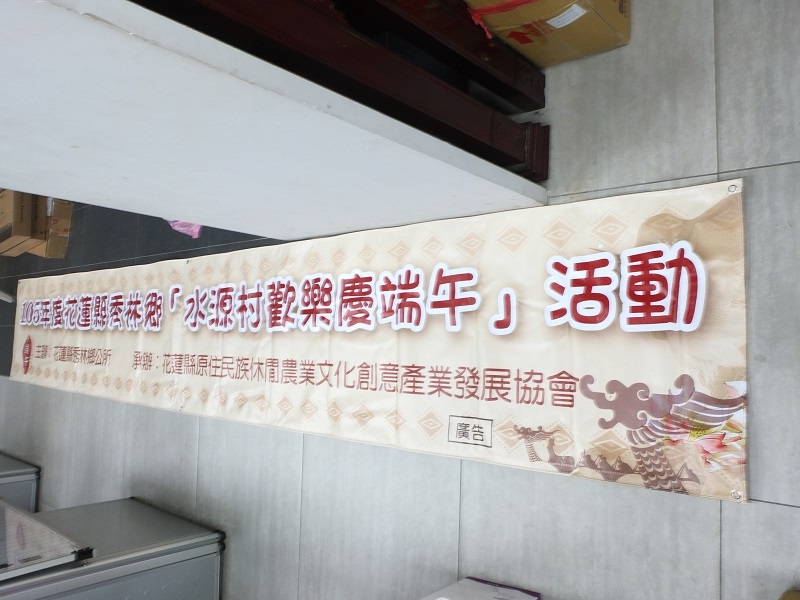 105年度花蓮縣秀林鄉「水源村歡樂慶端午」活動
主辦：花蓮縣秀林鄉公所 承辦：花蓮縣原住民族休閒農業文化創意產業發展協會
廣告